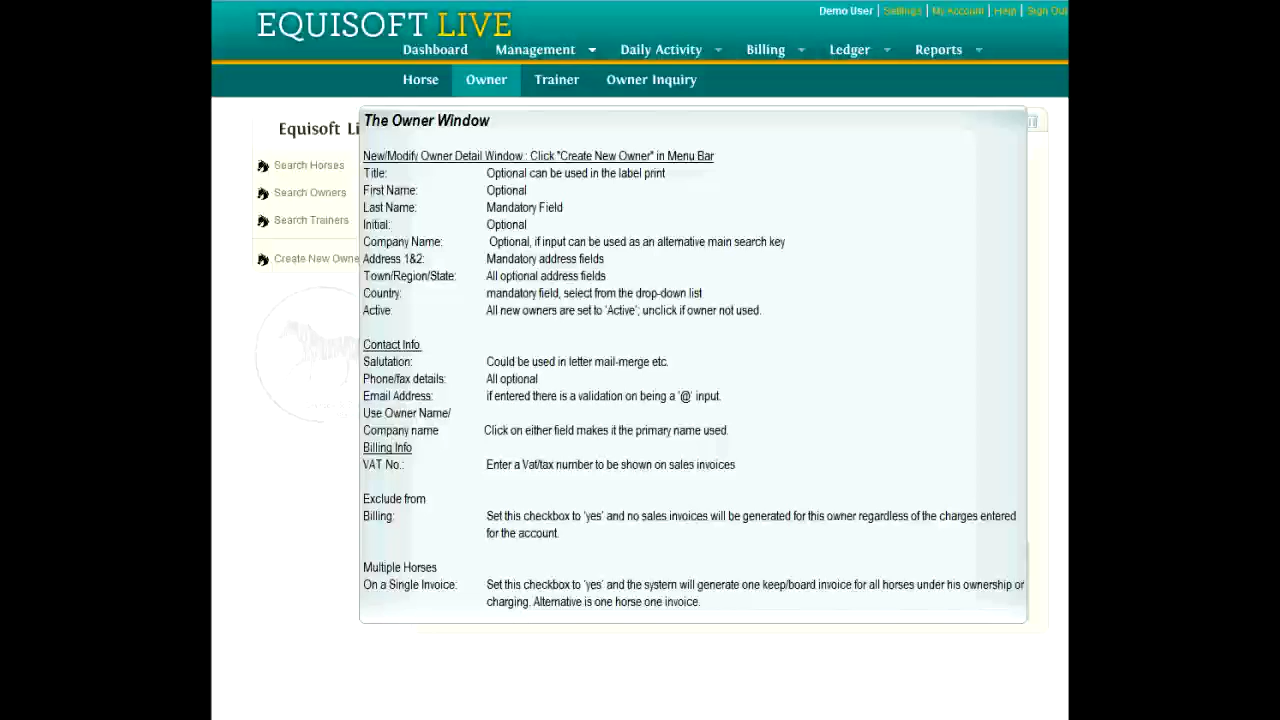 Demo User | Settings | My Account | Help | Sign Out
EQUISOFT LIVE
Dashboard Management Daily Activity Billing Ledger Reports
Horse Owner Trainer Owner Inquiry
Equisoft Li
Search Horses
Search Owners
Search Trainers
Create New Owne
The Owner Window
New/Modify Owner Detail Window : Click "Create New Owner" in Menu Bar
Title: Optional can be used in the label print
First Name: Optional
Last Name: Mandatory Field
Initial: Optional
Company Name: Optional, if input can be used as an alternative main search key
Address 1&2: Mandatory address fields
Town/Region/State: All optional address fields
Country: mandatory field, select from the drop-down list
Active: All new owners are set to 'Active'; unclick if owner not used.
Contact Info
Salutation: Could be used in letter mail-merge etc.
Phone/fax details: All optional
Email Address: if entered there is a validation on being a '@' input.
Use Owner Name/
Company name Click on either field makes it the primary name used.
Billing Info
VAT No.: Enter a Vat/tax number to be shown on sales invoices
Exclude from
Billing: Set this checkbox to 'yes' and no sales invoices will be generated for this owner regardless of the charges entered
for the account.
Multiple Horses
On a Single Invoice: Set this checkbox to 'yes' and the system will generate one keep/board invoice for all horses under his ownership or
charging. Alternative is one horse one invoice.